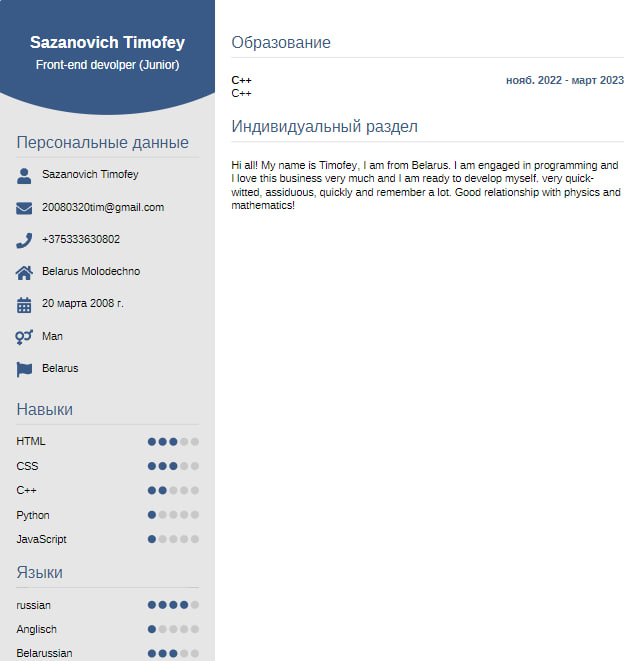 Sazanovich Timofey
Front-end devolper (Junior)
Персональные данные
Sazanovich Timofey
20080320tim@gmail.com
+375333630802
Belarus Molodechno
20 марта 2008 г.
Man
Belarus
Навыки
HTML
CSS
C++
Python
JavaScript
Языки
russian
Anglisch
Belarussian
Образование
C++ нояб. 2022 - март 2023
C++
Индивидуальный раздел
Hi all! My name is Timofey, I am from Belarus. I am engaged in programming and
I love this business very much and I am ready to develop myself. very quick-
witted, assiduous, quickly and remember a lot. Good relationship with physics and
mathematics!